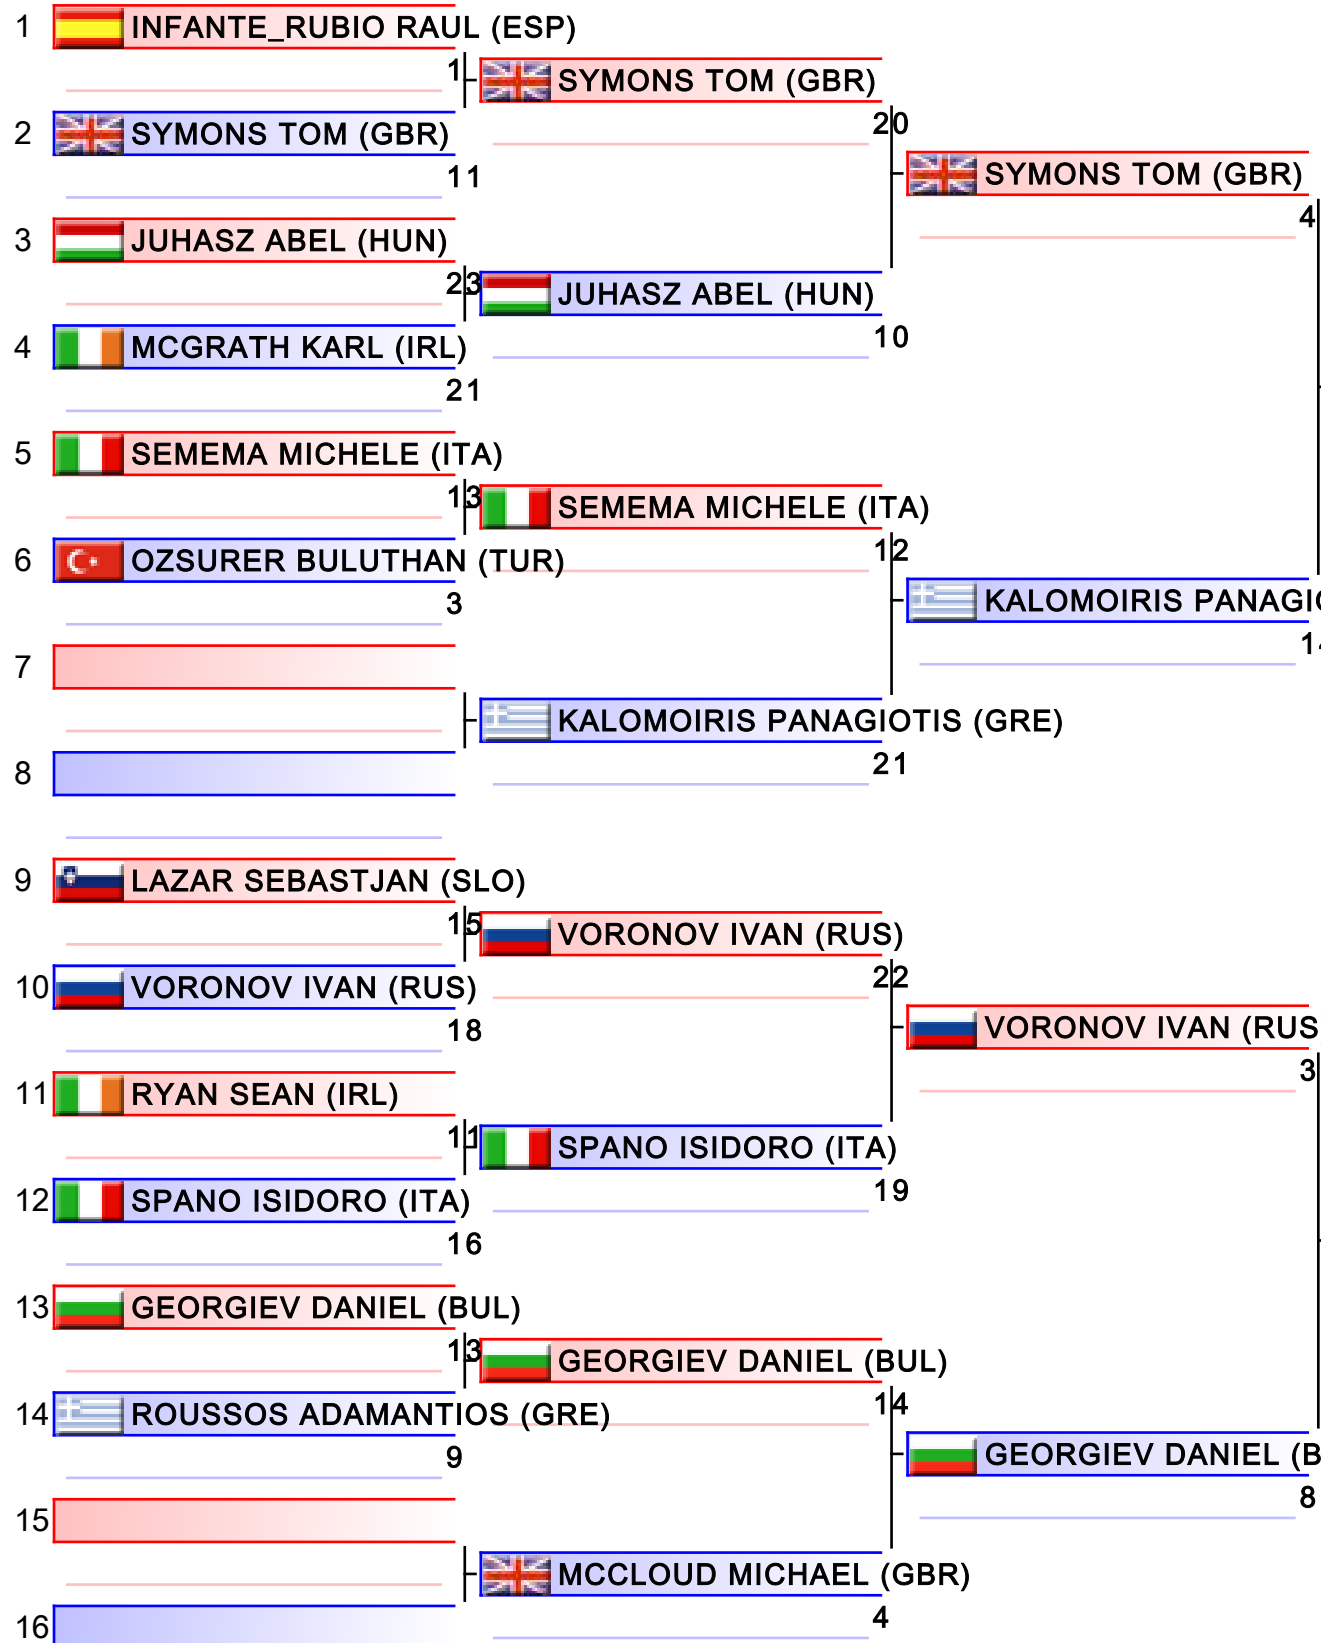 1 INFANTE_RUBIO RAUL (ESP)
1
SYMONS TOM (GBR)
20
2 SYMONS TOM (GBR)
11
SYMONS TOM (GBR)
4
3 JUHASZ ABEL (HUN)
23
JUHASZ ABEL (HUN)
10
4 MCGRATH KARL (IRL)
21
5 SEMEMA MICHELE (ITA)
13
SEMEMA MICHELE (ITA)
12
6 OZSURER BULUTHAN (TUR)
3
KALOMOIRIS PANAGI
7
KALOMOIRIS PANAGIOTIS (GRE)
21
8
9 LAZAR SEBASTJAN (SLO)
15
VORONOV IVAN (RUS)
22
10 VORONOV IVAN (RUS)
18
VORONOV IVAN (RUS
3
11 RYAN SEAN (IRL)
11
SPANO ISIDORO (ITA)
19
12 SPANO ISIDORO (ITA)
16
13 GEORGIEV DANIEL (BUL)
13
GEORGIEV DANIEL (BUL)
14
14 ROUSSOS ADAMANTIOS (GRE)
9
GEORGIEV DANIEL (B
8
15
MCCLOUD MICHAEL (GBR)
4
16